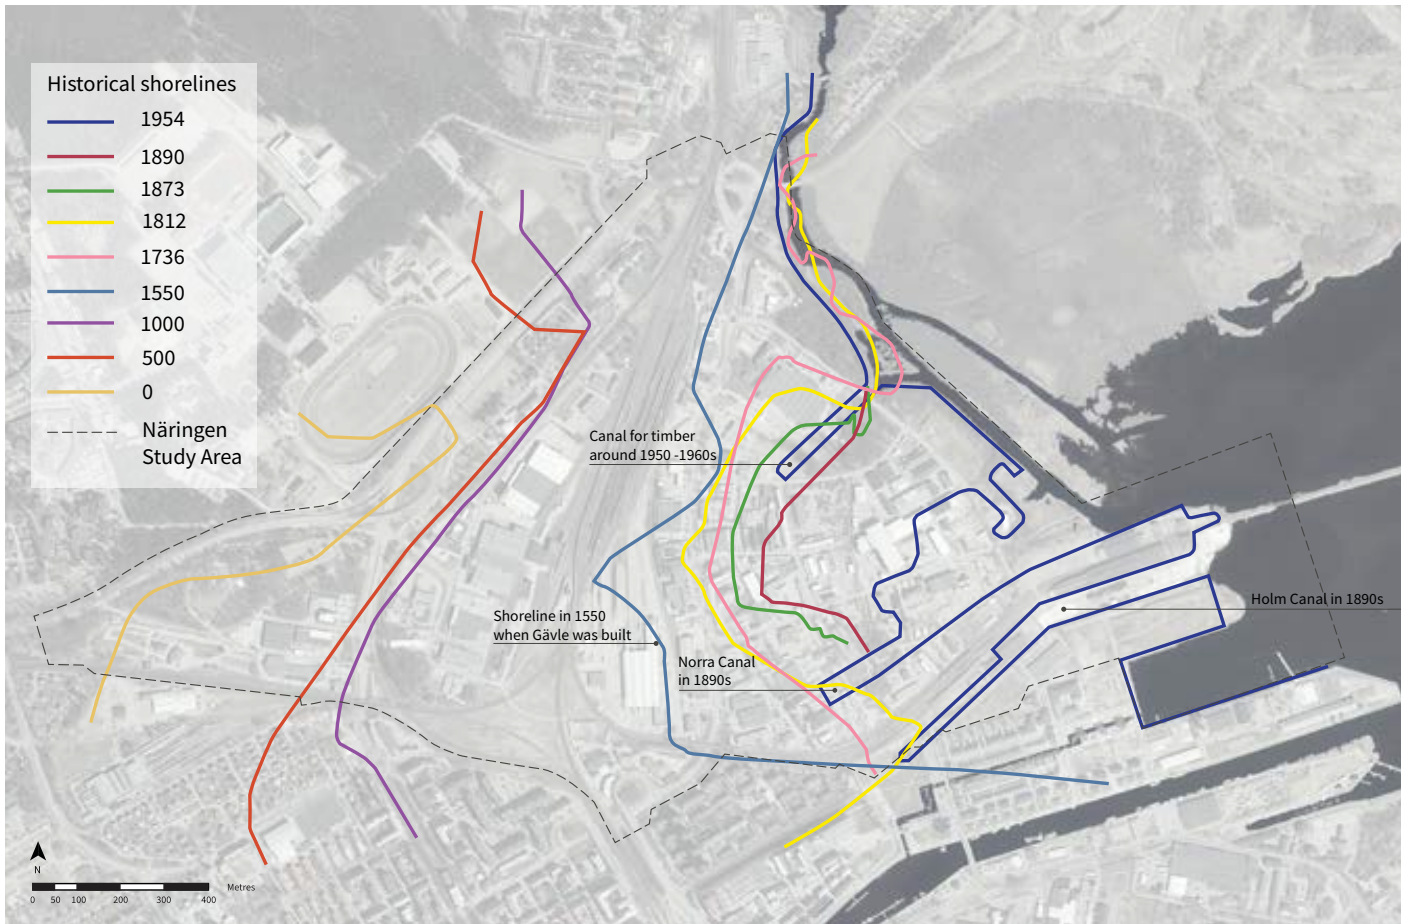 Historical shorelines
1954
1890
1873
1812
1736
1550
1000
500
0
Näringen
Study Area
Canal for timber
around 1950 -1960s
Shoreline in 1550
when Gävle was built
Norra Canal
in 1890s
Holm Canal in 1890s
N
0 50 100 200 300 400 Metres